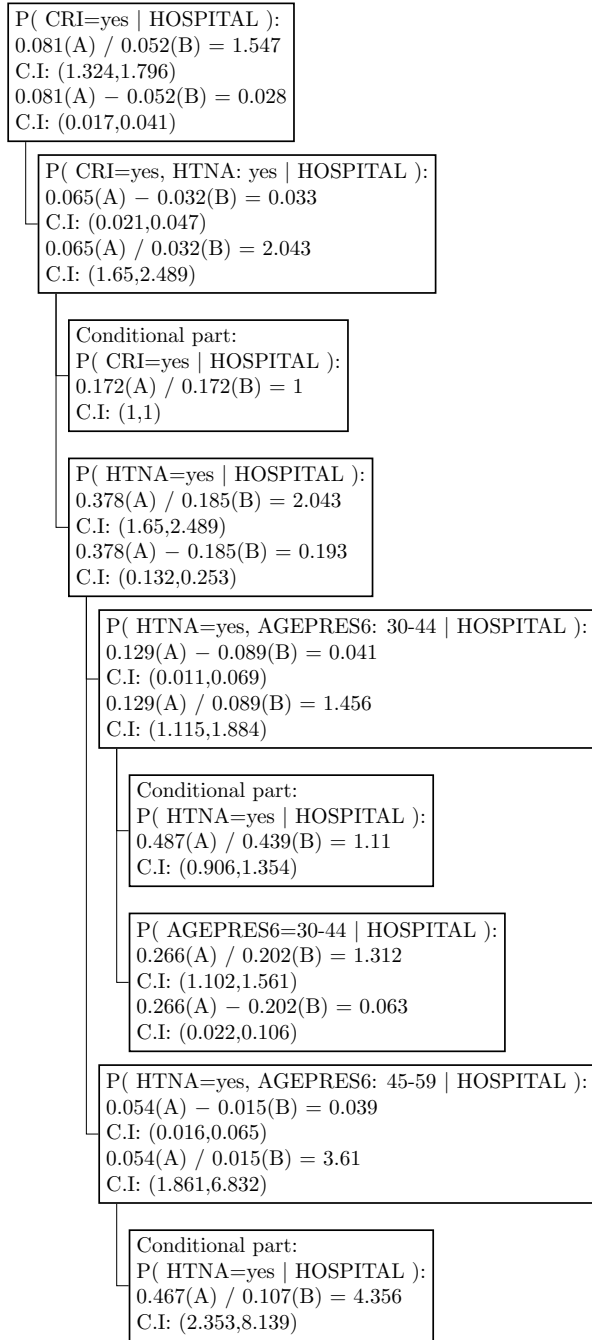 P( CRI=yes | HOSPITAL ):
0.081(A) / 0.052(B) = 1.547
C.I: (1.324,1.796)
0.081(A) − 0.052(B) = 0.028
C.I: (0.017,0.041)
P( CRI=yes, HTNA: yes | HOSPITAL ):
0.065(A) − 0.032(B) = 0.033
C.I: (0.021,0.047)
0.065(A) / 0.032(B) = 2.043
C.I: (1.65,2.489)
Conditional part:
P( CRI=yes | HOSPITAL ):
0.172(A) / 0.172(B) = 1
C.I: (1,1)
P( HTNA=yes | HOSPITAL ):
0.378(A) / 0.185(B) = 2.043
C.I: (1.65,2.489)
0.378(A) − 0.185(B) = 0.193
C.I: (0.132,0.253)
P( HTNA=yes, AGEPRES6: 30-44 | HOSPITAL ):
0.129(A) − 0.089(B) = 0.041
C.I: (0.011,0.069)
0.129(A) / 0.089(B) = 1.456
C.I: (1.115,1.884)
Conditional part:
P( HTNA=yes | HOSPITAL ):
0.487(A) / 0.439(B) = 1.11
C.I: (0.906,1.354)
P( AGEPRES6=30-44 | HOSPITAL ):
0.266(A) / 0.202(B) = 1.312
C.I: (1.102,1.561)
0.266(A) − 0.202(B) = 0.063
C.I: (0.022,0.106)
P( HTNA=yes, AGEPRES6: 45-59 | HOSPITAL ):
0.054(A) − 0.015(B) = 0.039
C.I: (0.016,0.065)
0.054(A) / 0.015(B) = 3.61
C.I: (1.861,6.832)
Conditional part:
P( HTNA=yes | HOSPITAL ):
0.467(A) / 0.107(B) = 4.356
C.I: (2.353,8.139)